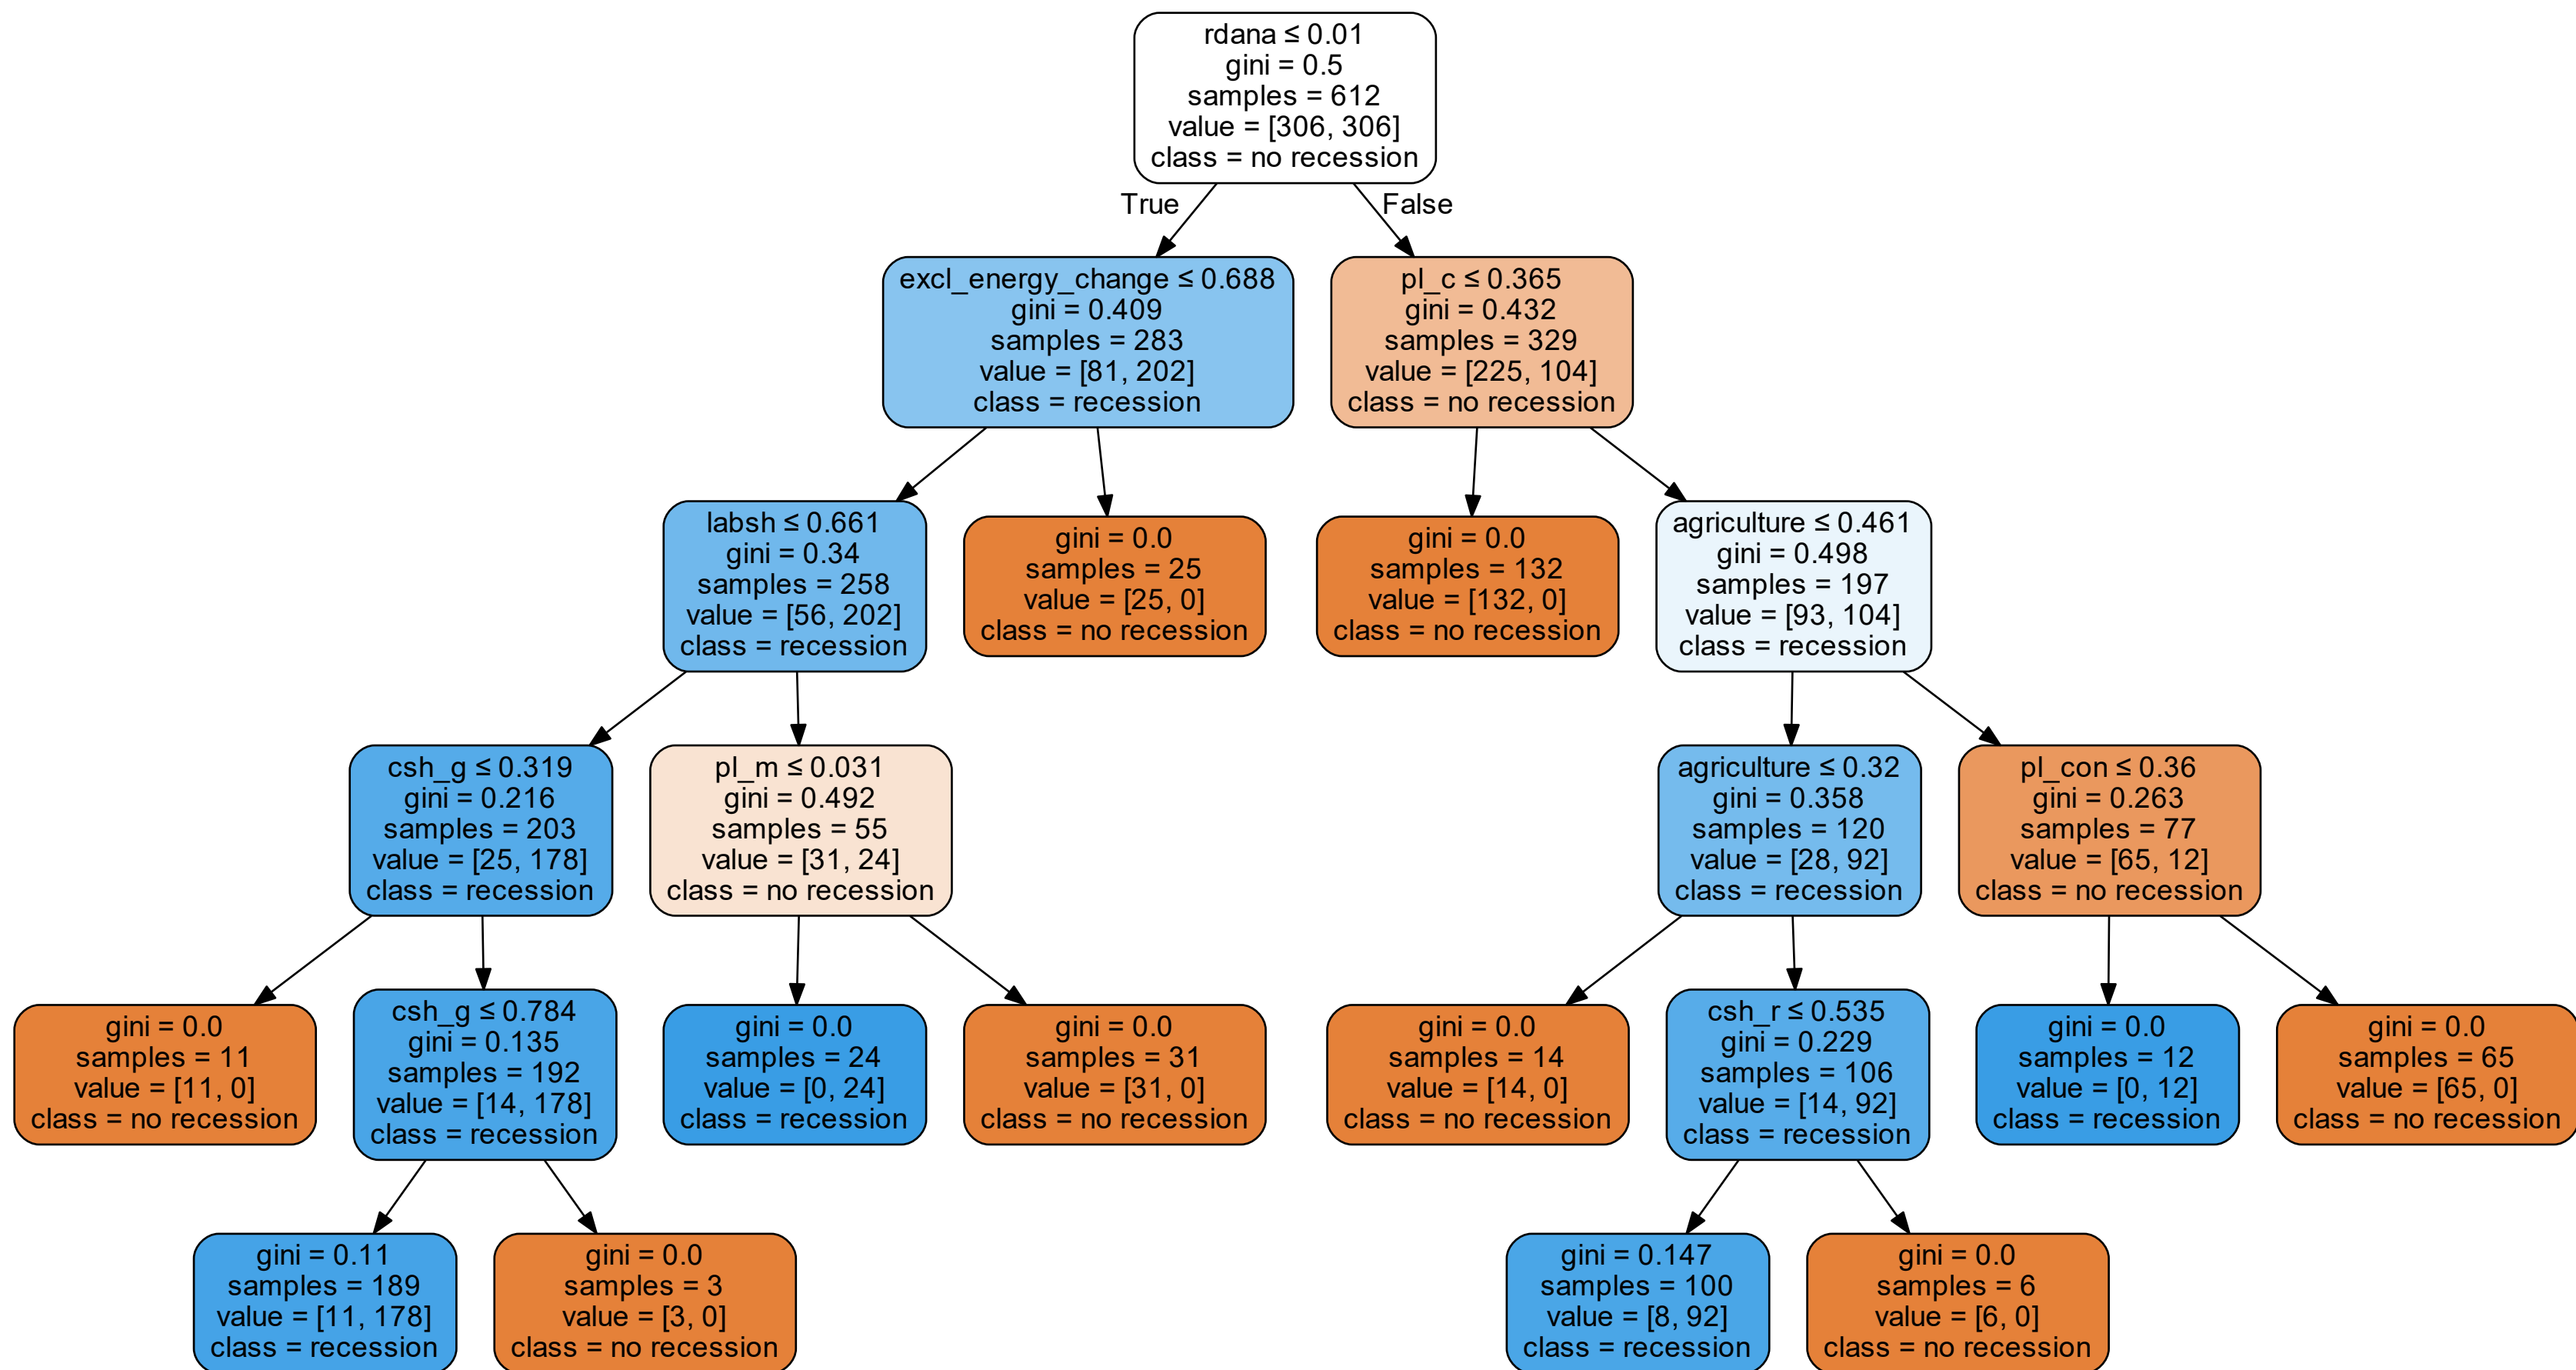 rdana ≤ 0.01
gini = 0.5
samples = 612
value = [306, 306]
class = no recession
True
False
excl_energy_change ≤ 0.688
gini = 0.409
samples = 283
value = [81, 202]
class = recession
pl_c ≤ 0.365
gini = 0.432
samples = 329
value = [225, 104]
class = no recession
labsh ≤ 0.661
gini = 0.34
samples = 258
value = [56, 202]
class = recession
gini = 0.0
samples = 25
value = [25, 0]
class = no recession
gini = 0.0
samples = 132
value = [132, 0]
class = no recession
agriculture ≤ 0.461
gini = 0.498
samples = 197
value = [93, 104]
class = recession
csh_g ≤ 0.319
gini = 0.216
samples = 203
value = [25, 178]
class = recession
pl_m ≤ 0.031
gini = 0.492
samples = 55
value = [31, 24]
class = no recession
agriculture ≤ 0.32
gini = 0.358
samples = 120
value = [28, 92]
class = recession
pl_con ≤ 0.36
gini = 0.263
samples = 77
value = [65, 12]
class = no recession
gini = 0.0
samples = 11
value = [11, 0]
class = no recession
csh_g ≤ 0.784
gini = 0.135
samples = 192
value = [14, 178]
class = recession
gini = 0.0
samples = 24
value = [0, 24]
class = recession
gini = 0.0
samples = 31
value = [31, 0]
class = no recession
gini = 0.0
samples = 14
value = [14, 0]
class = no recession
csh_r ≤ 0.535
gini = 0.229
samples = 106
value = [14, 92]
class = recession
gini = 0.0
samples = 12
value = [0, 12]
class = recession
gini = 0.0
samples = 65
value = [65, 0]
class = no recession
gini = 0.11
samples = 189
value = [11, 178]
class = recession
gini = 0.0
samples = 3
value = [3, 0]
class = no recession
gini = 0.147
samples = 100
value = [8, 92]
class = recession
gini = 0.0
samples = 6
value = [6, 0]
class = no recession